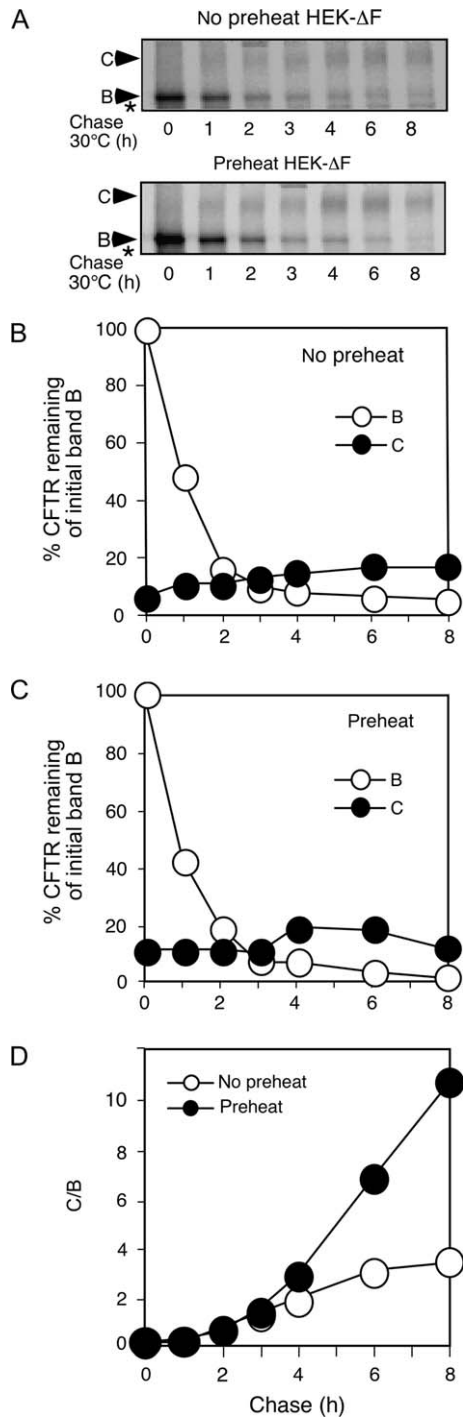 A
No preheat HEK-ΔF
C
B
*
Chase
30°C (h)
0 1 2 3 4 6 8
Preheat HEK-ΔF
C
B
*
Chase
30°C (h)
0 1 2 3 4 6 8
B
% CFTR remaining
of initial band B
100
80
60
40
20
0
No preheat
B
C
0 2 4 6 8
C
% CFTR remaining
of initial band B
100
80
60
40
20
0
Preheat
B
C
0 2 4 6 8
D
C/B
10
8
6
4
2
0
No preheat
Preheat
0 2 4 6 8
Chase (h)